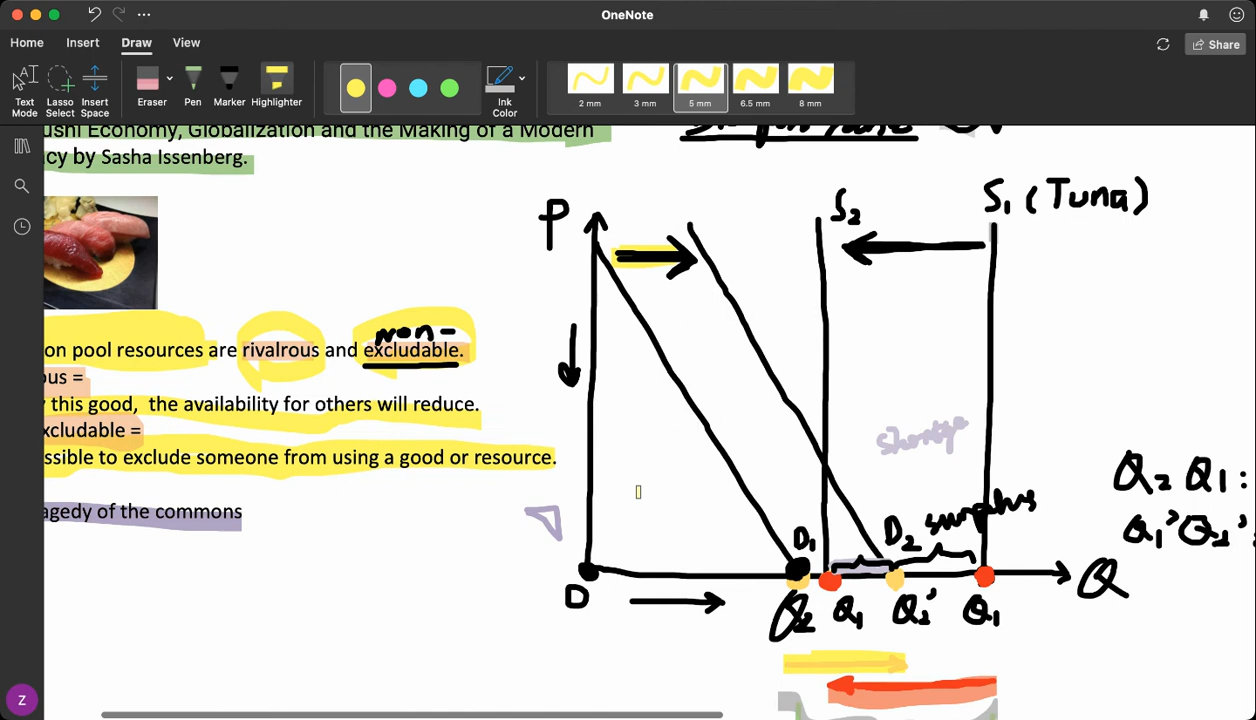 OneNote
Home Insert Draw View
Share
Text Mode
Lasso Select
Insert Space
Eraser
Pen
Marker
Highlighter
Ink Color
2 mm
3 mm
5 mm
6.5 mm
8 mm
ushi Economy, Globalization and the Making of a Modern
cy by Sasha Issenberg.
non-
on pool resources are rivalrous and excludable.
ous =
y this good, the availability for others will reduce.
xcludable =
ssible to exclude someone from using a good or resource.
agedy of the commons
P
S2
S1 (Tuna)
shortage
surplus
D1
D2
Q2 Q1 :
O
Q2
Q1
Q2'
Q1
Q
Z